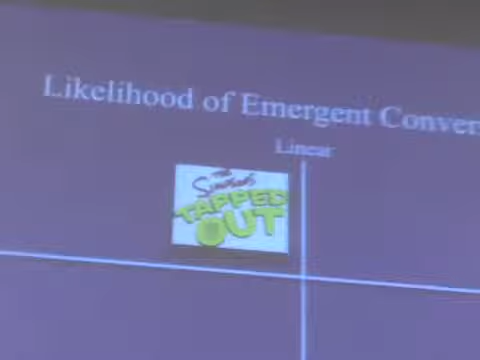 Likelihood of Emergent Conver
Linear
THE
SIMPSONS
TAPPED
OUT